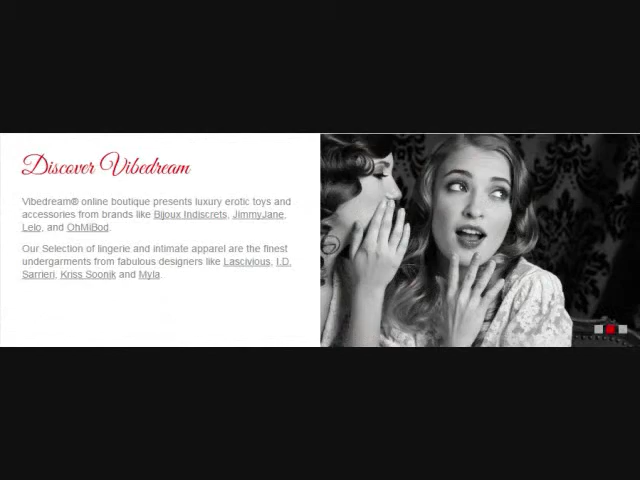 Discover Vibedream
Vibedream® online boutique presents luxury erotic toys and
accessories from brands like Bijoux Indiscrets, JimmyJane,
Lelo, and OhMiBod.
Our Selection of lingerie and intimate apparel are the finest
undergarments from fabulous designers like Lascivious, I.D.
Sarrieri, Kriss Soonik and Myla.